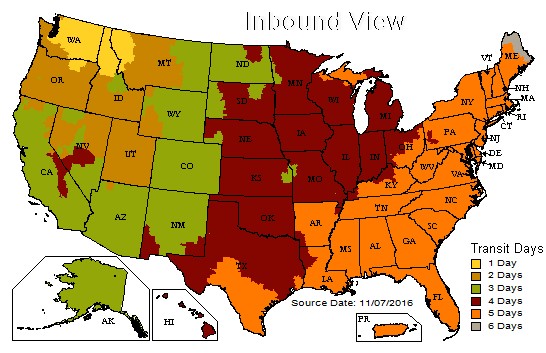 Inbound View
WA
MT
ND
MN
VT
ME
OR
ID
SD
WI
MI
NY
NH
MA
RI
CT
WY
NE
IA
PA
NJ
NV
UT
CO
IL
IN
OH
DE
MD
CA
KS
MO
KY
WV
VA
AZ
NM
OK
AR
TN
NC
SC
TX
MS
AL
GA
LA
FL
AK
HI
PR
Source Date: 11/07/2016
Transit Days
1 Day
2 Days
3 Days
4 Days
5 Days
6 Days